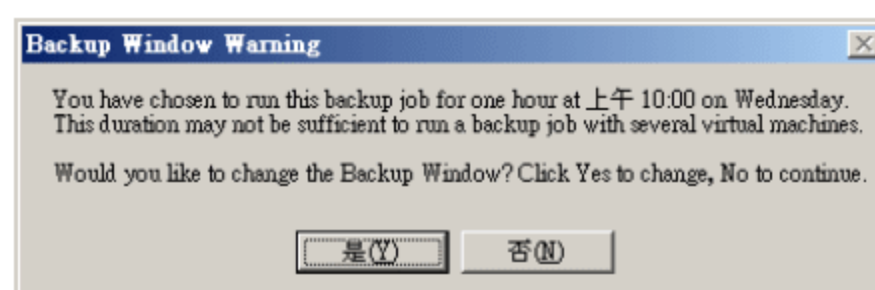 Backup Window Warning
You have chosen to run this backup job for one hour at 上午 10:00 on Wednesday.
This duration may not be sufficient to run a backup job with several virtual machines.
Would you like to change the Backup Window? Click Yes to change, No to continue.
是(Y) 否(N)